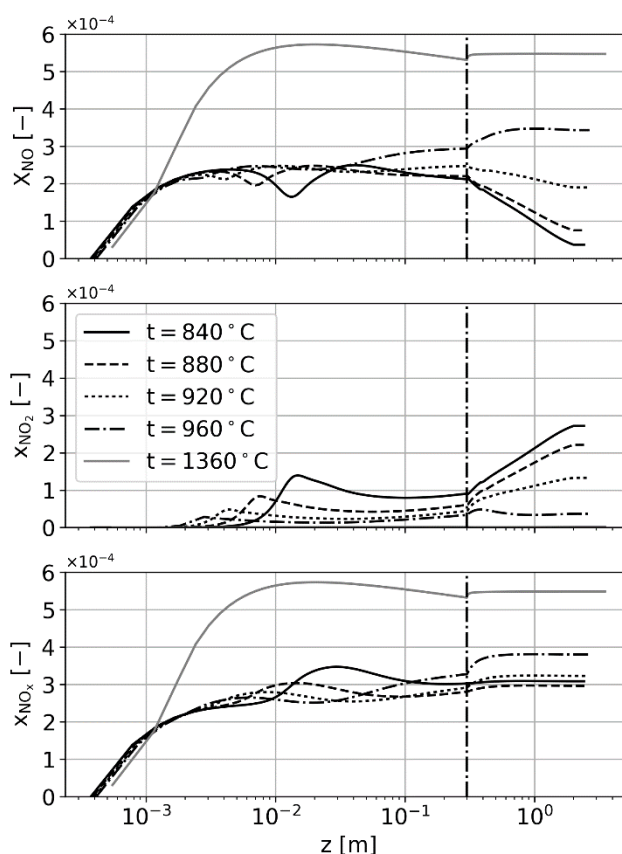 ×10⁻⁴
6
5
4
3
2
1
0
X_NO [−]
×10⁻⁴
6
5
4
3
2
1
0
x_NO₂ [−]
t = 840°C
t = 880°C
t = 920°C
t = 960°C
t = 1360°C
×10⁻⁴
6
5
4
3
2
1
0
x_NOₓ [−]
10⁻³ 10⁻² 10⁻¹ 10⁰
z [m]